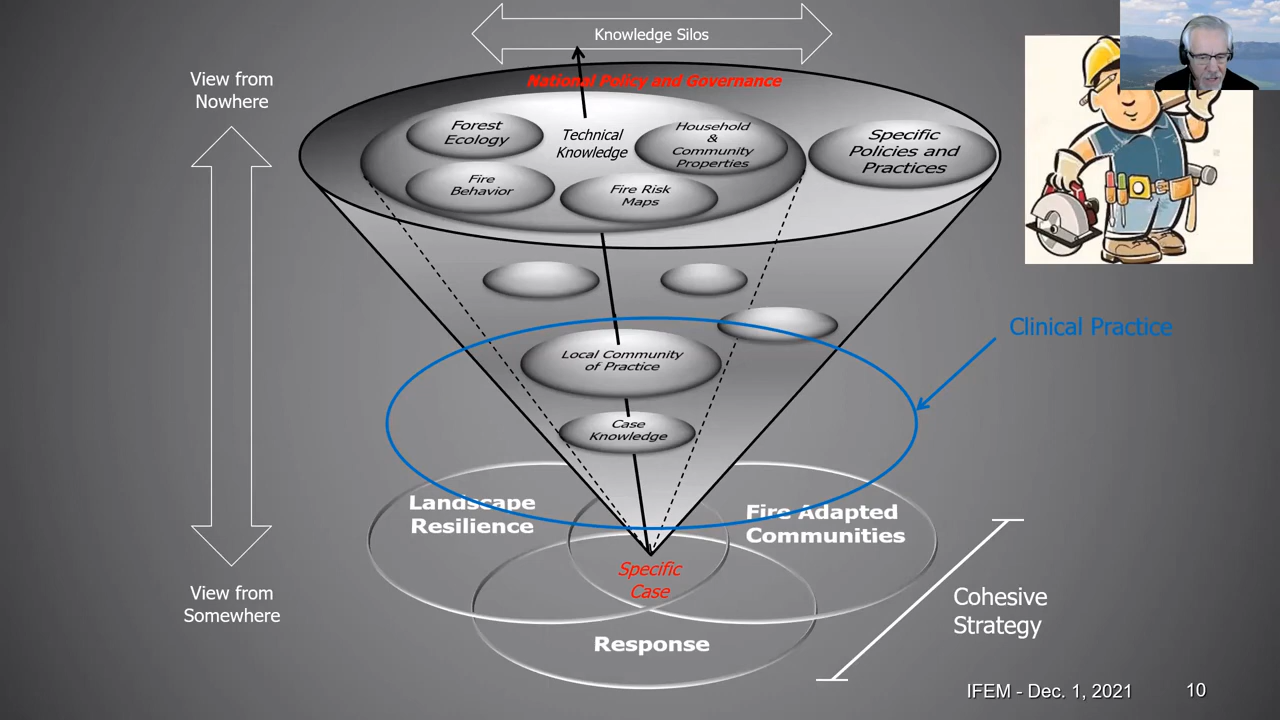 Knowledge Silos
View from
Nowhere
National Policy and Governance
Forest
Ecology
Technical
Knowledge
Household
&
Community
Properties
Specific
Policies and
Practices
Fire
Behavior
Fire Risk
Maps
Clinical Practice
Local Community
of Practice
Case
Knowledge
Landscape
Resilience
Fire Adapted
Communities
Specific
Case
View from
Somewhere
Cohesive
Strategy
Response
IFEM - Dec. 1, 2021
10